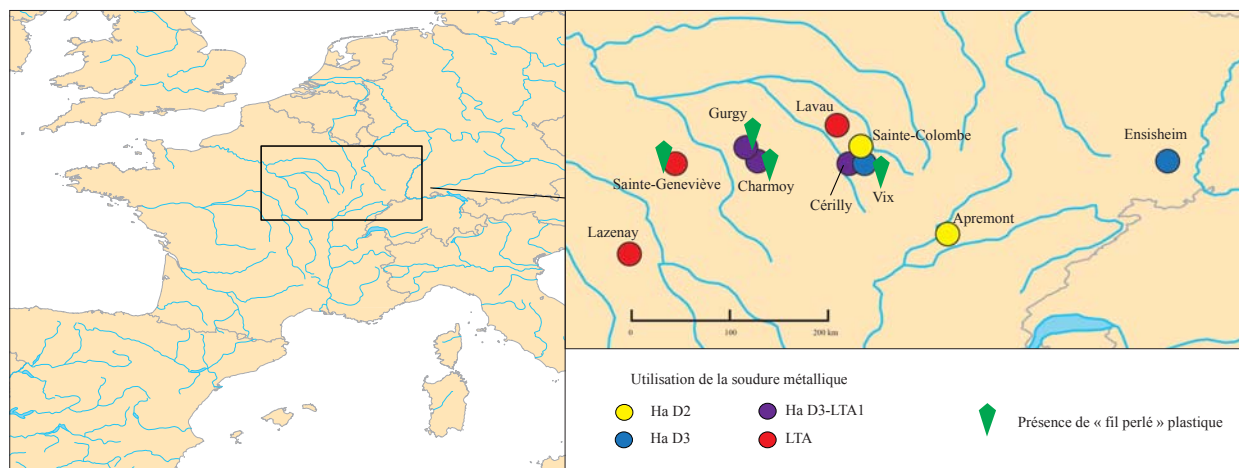 Lavau
Gurgy
Sainte-Colombe
Ensisheim
Sainte-Geneviève
Charmoy
Vix
Cérilly
Apremont
Lazenay
0 100 200 km
Utilisation de la soudure métallique
Ha D2
Ha D3-LTA1
Présence de « fil perlé » plastique
Ha D3
LTA